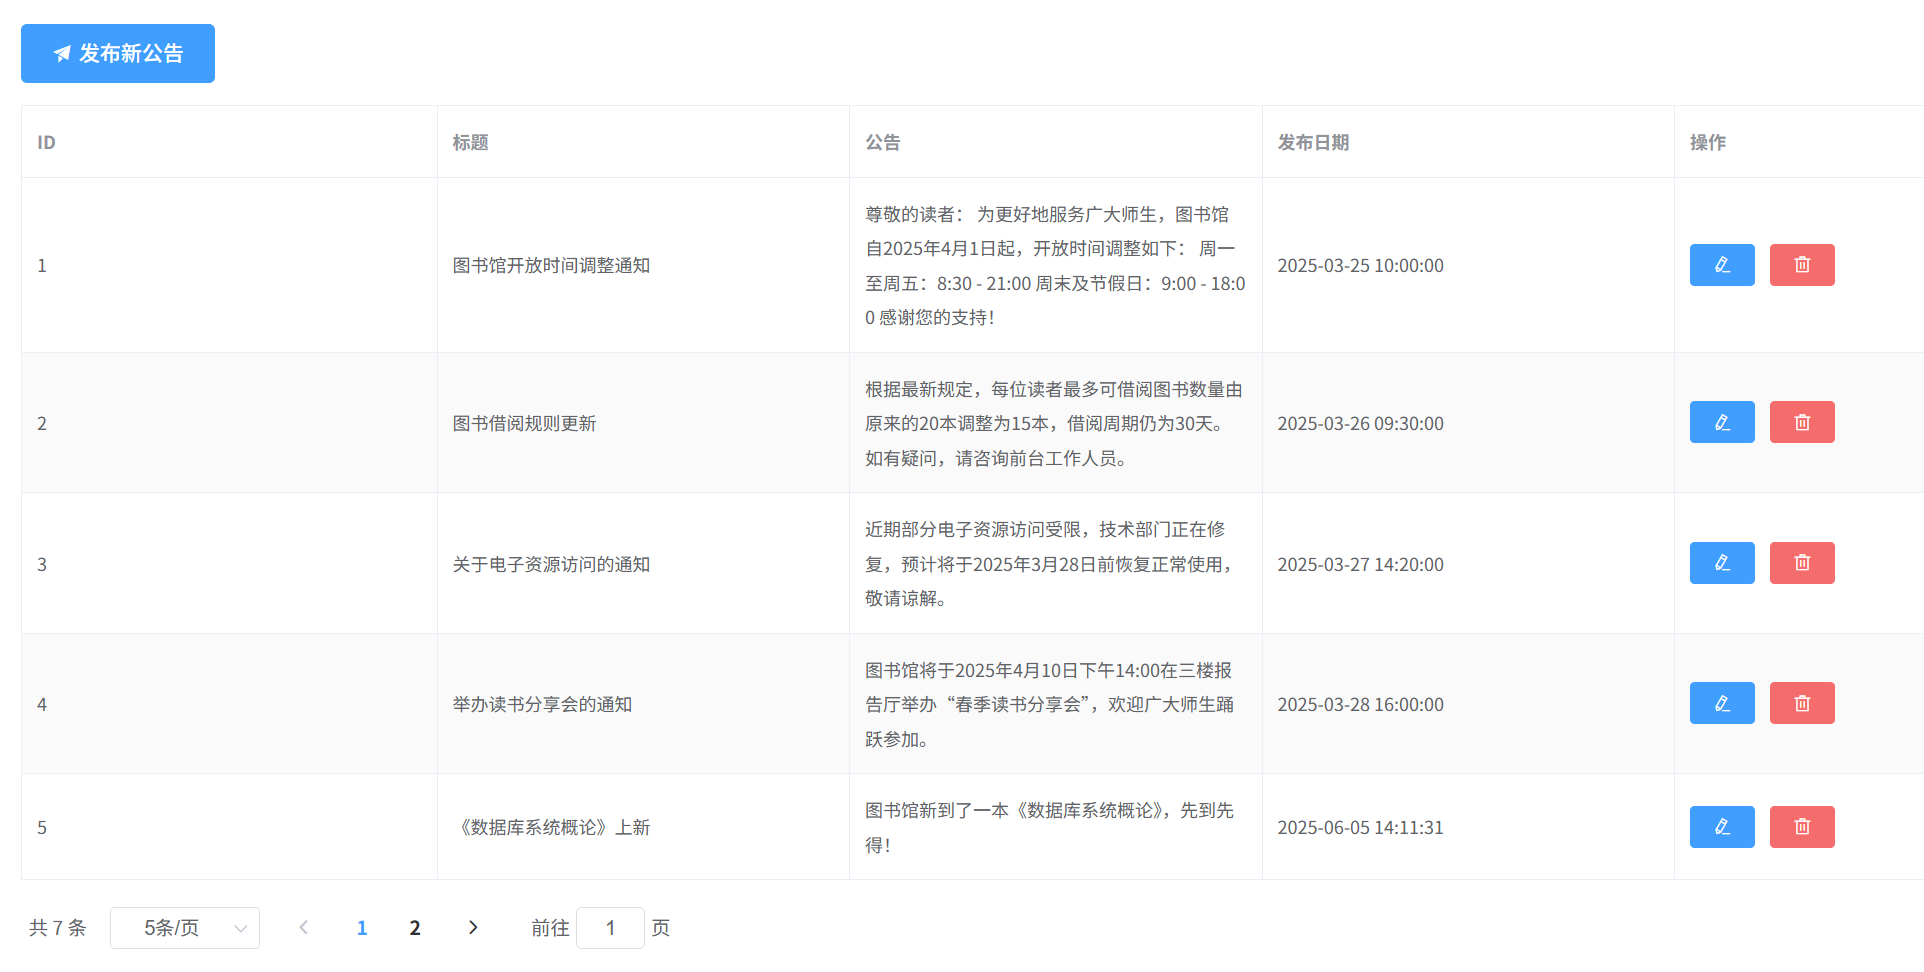 发布新公告
ID 标题 公告 发布日期 操作
尊敬的读者： 为更好地服务广大师生，图书馆
自2025年4月1日起，开放时间调整如下： 周一
1 图书馆开放时间调整通知 2025-03-25 10:00:00
至周五：8:30 - 21:00 周末及节假日：9:00 - 18:0
0 感谢您的支持！
根据最新规定，每位读者最多可借阅图书数量由
2 图书借阅规则更新 原来的20本调整为15本，借阅周期仍为30天。 2025-03-26 09:30:00
如有疑问，请咨询前台工作人员。
近期部分电子资源访问受限，技术部门正在修
3 关于电子资源访问的通知 复，预计将于2025年3月28日前恢复正常使用， 2025-03-27 14:20:00
敬请谅解。
图书馆将于2025年4月10日下午14:00在三楼报
4 举办读书分享会的通知 告厅举办“春季读书分享会”，欢迎广大师生踊 2025-03-28 16:00:00
跃参加。
图书馆新到了一本《数据库系统概论》，先到先
5 《数据库系统概论》上新 2025-06-05 14:11:31
得！
共 7 条 5条/页 1 2 前往 1 页